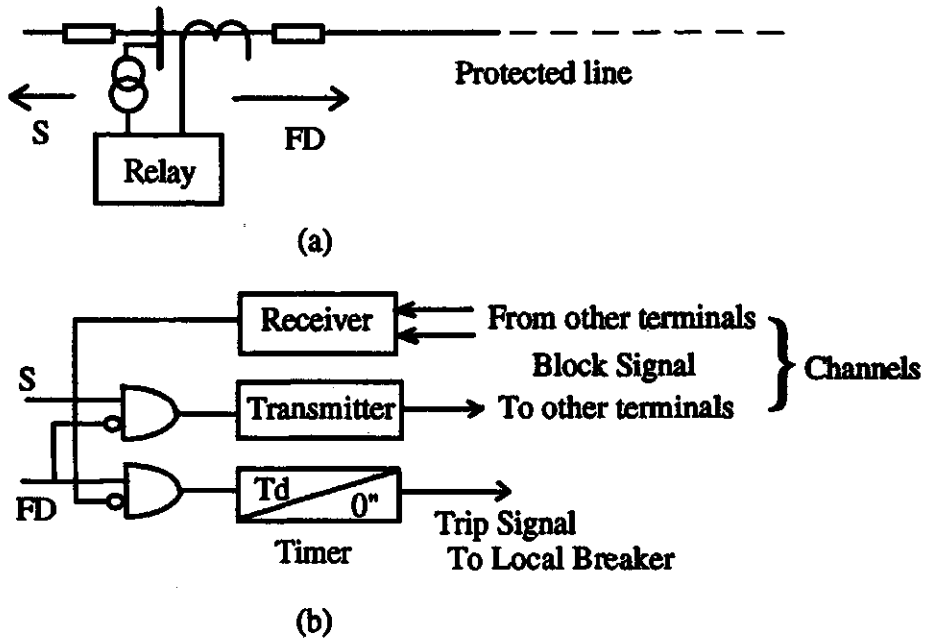 Protected line
S
FD
Relay
(a)
Receiver
From other terminals
Block Signal
Channels
S
Transmitter
To other terminals
FD
Td
0"
Trip Signal
Timer
To Local Breaker
(b)